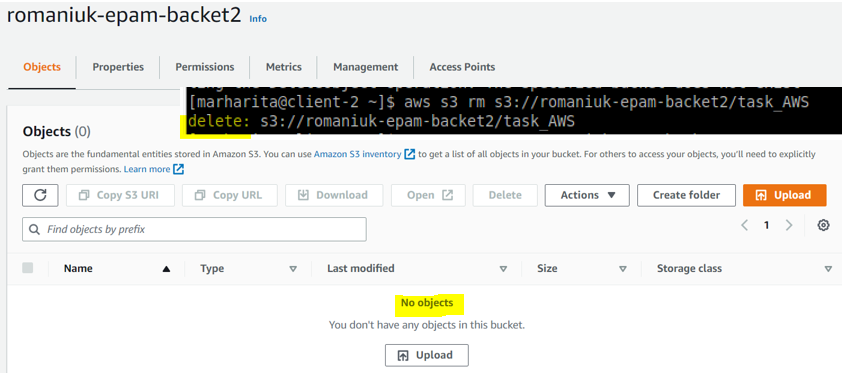 romaniuk-epam-backet2 Info
Objects Properties Permissions Metrics Management Access Points
[marharita@client-2 ~]$ aws s3 rm s3://romaniuk-epam-backet2/task_AWS
delete: s3://romaniuk-epam-backet2/task_AWS
Objects (0)
Objects are the fundamental entities stored in Amazon S3. You can use Amazon S3 inventory to get a list of all objects in your bucket. For others to access your objects, you'll need to explicitly
grant them permissions. Learn more
Copy S3 URI Copy URL Download Open Delete Actions Create folder Upload
Find objects by prefix 1
Name Type Last modified Size Storage class
No objects
You don't have any objects in this bucket.
Upload